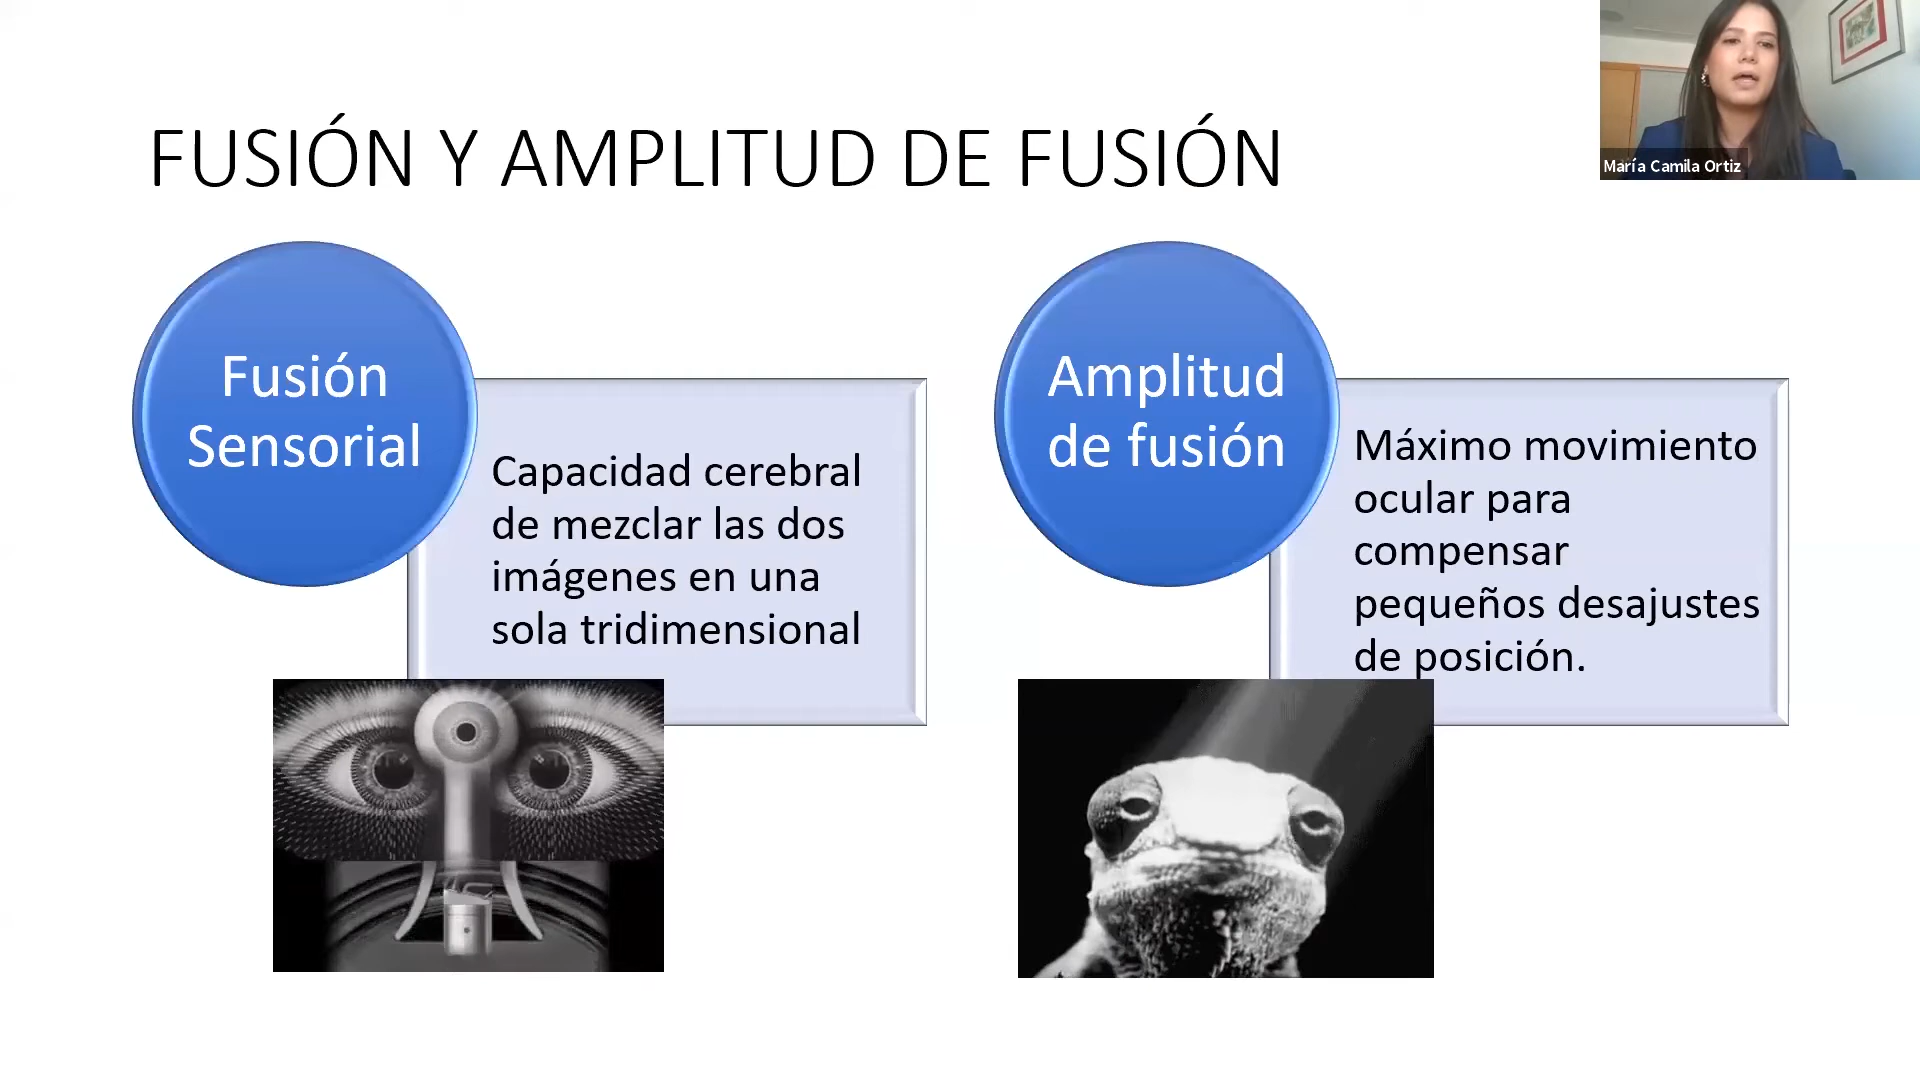 FUSIÓN Y AMPLITUD DE FUSIÓN
María Camila Ortiz
Fusión
Sensorial
Capacidad cerebral
de mezclar las dos
imágenes en una
sola tridimensional
Amplitud
de fusión
Máximo movimiento
ocular para
compensar
pequeños desajustes
de posición.